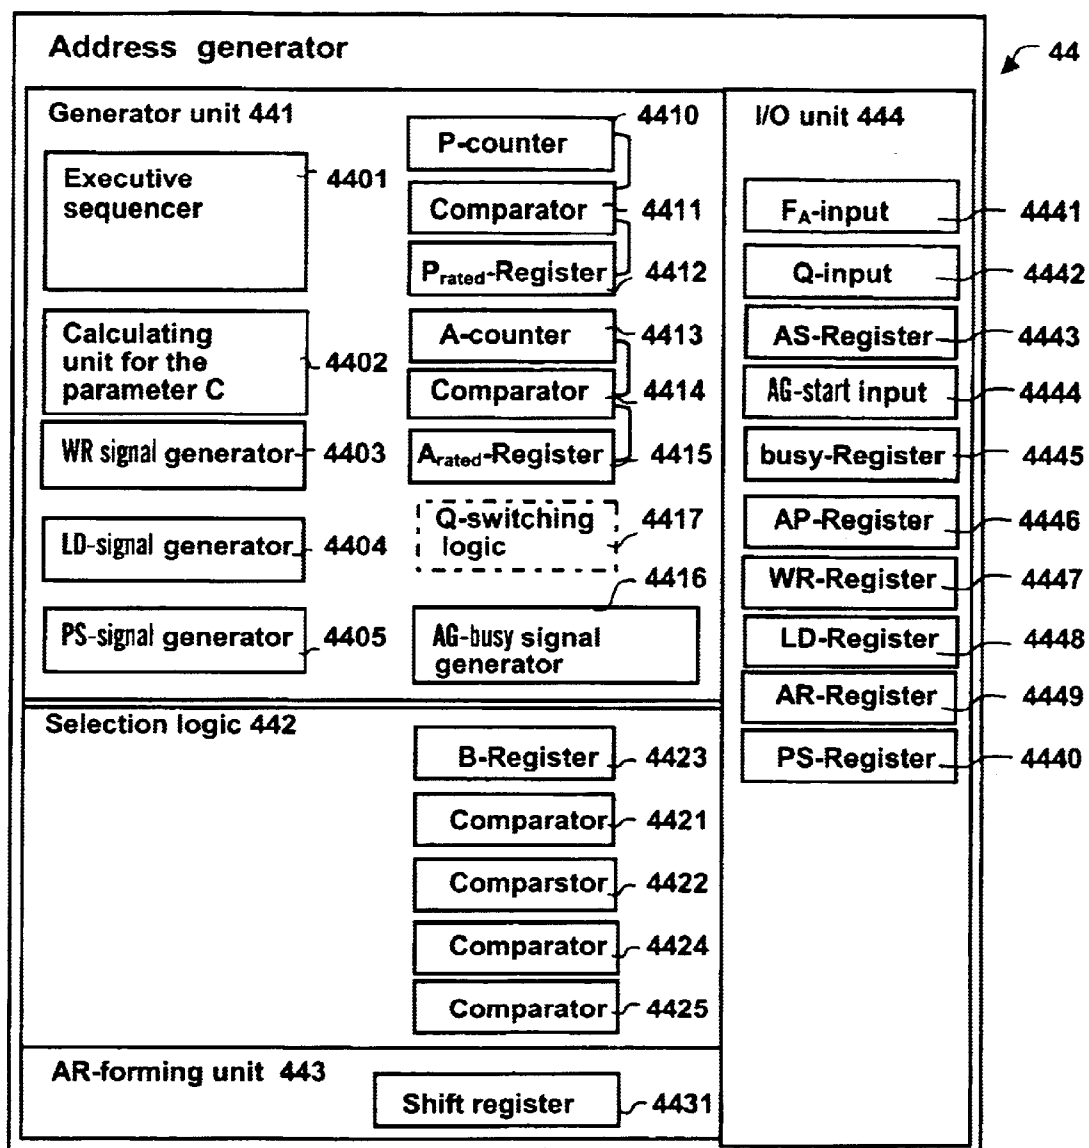 Address generator
44
Generator unit 441
Executive
sequencer
4401
Calculating
unit for the
parameter C
4402
WR signal generator
4403
LD-signal generator
4404
PS-signal generator
4405
4410
P-counter
Comparator
4411
Prated-Register
4412
A-counter
4413
Comparator
4414
Arated-Register
4415
Q-switching
logic
4417
4416
AG-busy signal
generator
Selection logic 442
B-Register
4423
Comparator
4421
Comparstor
4422
Comparator
4424
Comparator
4425
AR-forming unit 443
Shift register
4431
I/O unit 444
FA-input
4441
Q-input
4442
AS-Register
4443
AG-start input
4444
busy-Register
4445
AP-Register
4446
WR-Register
4447
LD-Register
4448
AR-Register
4449
PS-Register
4440